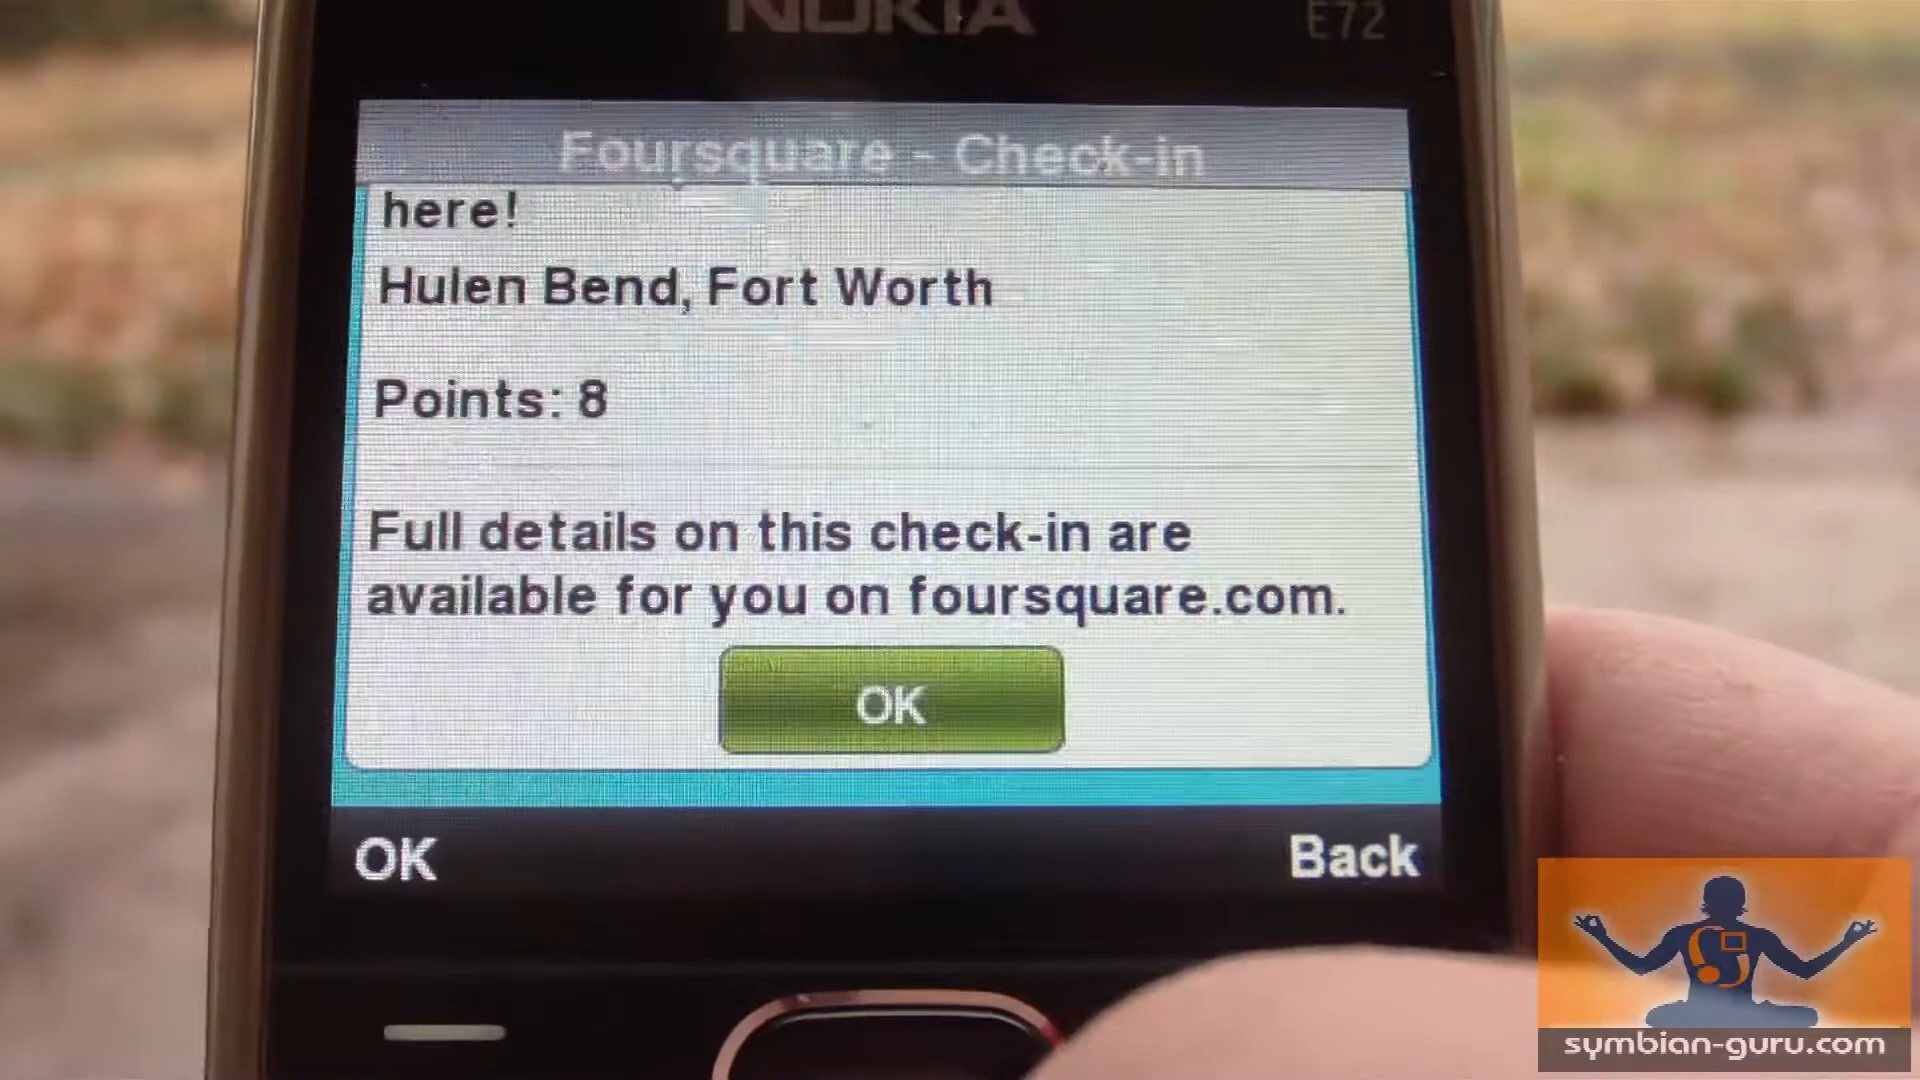 NOKIA
E72
Foursquare - Check-in
here!
Hulen Bend, Fort Worth
Points: 8
Full details on this check-in are
available for you on foursquare.com.
OK
OK
Back
symbian-guru.com